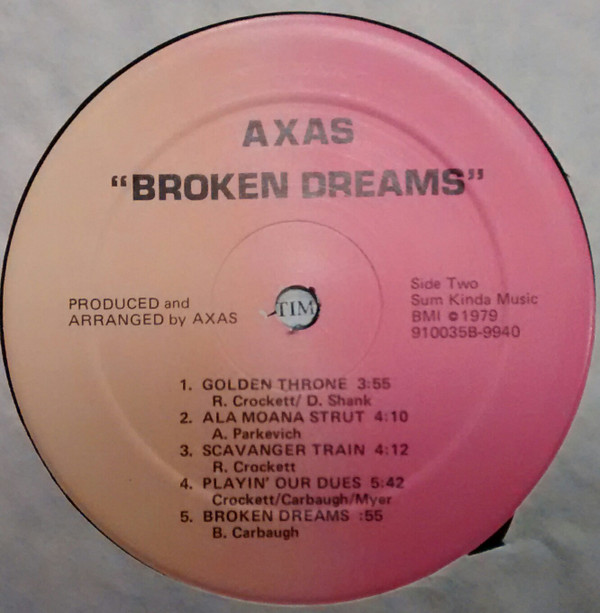 AXAS
"BROKEN DREAMS"
PRODUCED and
ARRANGED by AXAS
TIM
Side Two
Sum Kinda Music
BMI ©1979
910035B-9940
1. GOLDEN THRONE 3:55
R. Crockett/ D. Shank
2. ALA MOANA STRUT 4:10
A. Parkevich
3. SCAVANGER TRAIN 4:12
R. Crockett
4. PLAYIN' OUR DUES 5:42
Crockett/Carbaugh/Myer
5. BROKEN DREAMS :55
B. Carbaugh